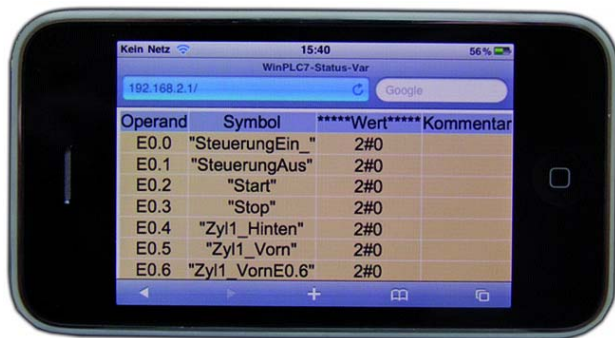 Kein Netz 15:40 56 %
WinPLC7-Status-Var
192.168.2.1/ Google
Operand Symbol *****Wert***** Kommentar
E0.0 "SteuerungEin_" 2#0
E0.1 "SteuerungAus" 2#0
E0.2 "Start" 2#0
E0.3 "Stop" 2#0
E0.4 "Zyl1_Hinten" 2#0
E0.5 "Zyl1_Vorn" 2#0
E0.6 "Zyl1_VornE0.6" 2#0